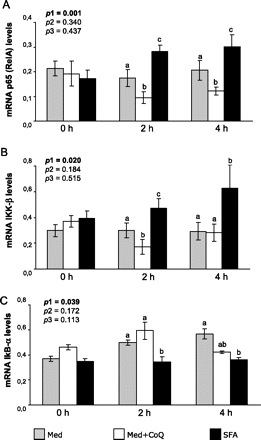 A
mRNA p65 (RelA) levels
p1 = 0.001
p2 = 0.340
p3 = 0.437
0,4
0,3
0,2
0,1
0,0
a b c
a b c
0 h 2 h 4 h
B
mRNA IKK-β levels
p1 = 0.020
p2 = 0.184
p3 = 0.515
0,8
0,6
0,4
0,2
0,0
a b c
a a b
0 h 2 h 4 h
C
mRNA IkB-α levels
p1 = 0.039
p2 = 0.172
p3 = 0.113
0,8
0,6
0,4
0,2
0,0
a a b
a ab b
0 h 2 h 4 h
Med Med+CoQ SFA